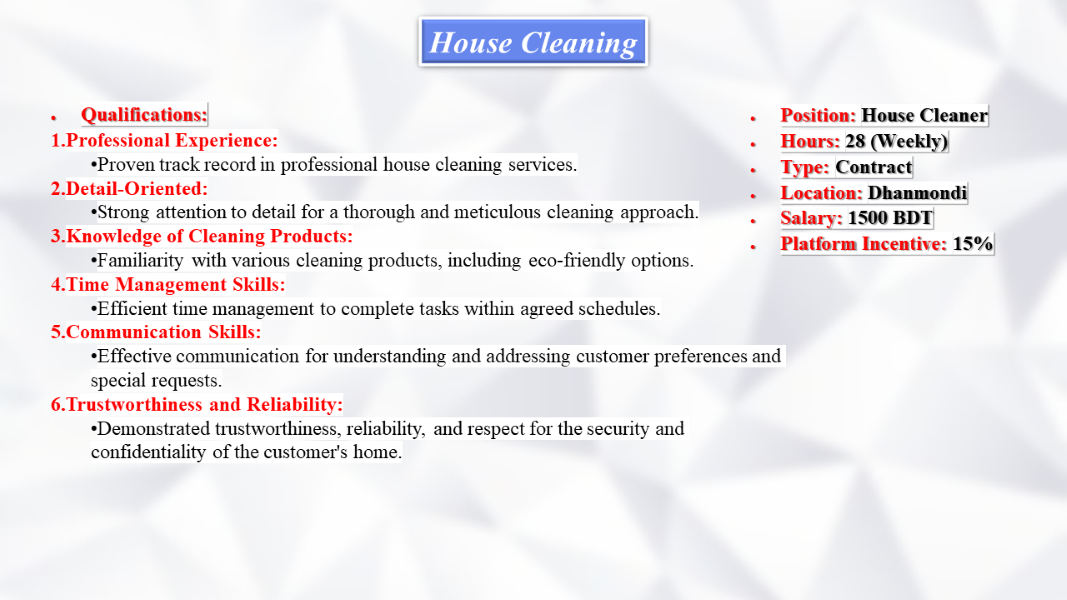 House Cleaning
• Qualifications:
1.Professional Experience:
•Proven track record in professional house cleaning services.
2.Detail-Oriented:
•Strong attention to detail for a thorough and meticulous cleaning approach.
3.Knowledge of Cleaning Products:
•Familiarity with various cleaning products, including eco-friendly options.
4.Time Management Skills:
•Efficient time management to complete tasks within agreed schedules.
5.Communication Skills:
•Effective communication for understanding and addressing customer preferences and
special requests.
6.Trustworthiness and Reliability:
•Demonstrated trustworthiness, reliability, and respect for the security and
confidentiality of the customer's home.
• Position: House Cleaner
• Hours: 28 (Weekly)
• Type: Contract
• Location: Dhanmondi
• Salary: 1500 BDT
• Platform Incentive: 15%